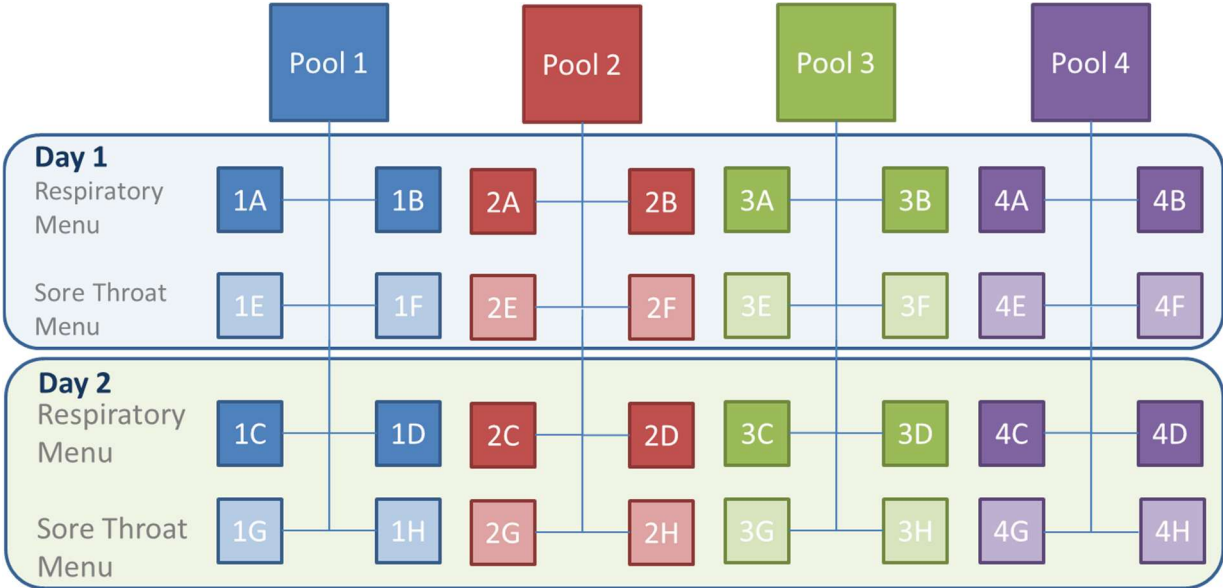 Pool 1 Pool 2 Pool 3 Pool 4
Day 1
Respiratory
Menu
1A 1B 2A 2B 3A 3B 4A 4B
Sore Throat
Menu
1E 1F 2E 2F 3E 3F 4E 4F
Day 2
Respiratory
Menu
1C 1D 2C 2D 3C 3D 4C 4D
Sore Throat
Menu
1G 1H 2G 2H 3G 3H 4G 4H